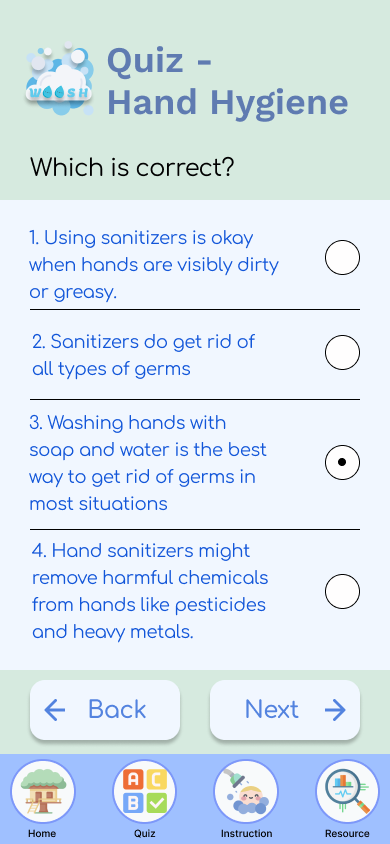 WOOSH
Quiz -
Hand Hygiene
Which is correct?
1. Using sanitizers is okay
when hands are visibly dirty
or greasy.
2. Sanitizers do get rid of
all types of germs
3. Washing hands with
soap and water is the best
way to get rid of germs in
most situations
4. Hand sanitizers might
remove harmful chemicals
from hands like pesticides
and heavy metals.
Back
Next
A C
B
Home
Quiz
Instruction
Resource